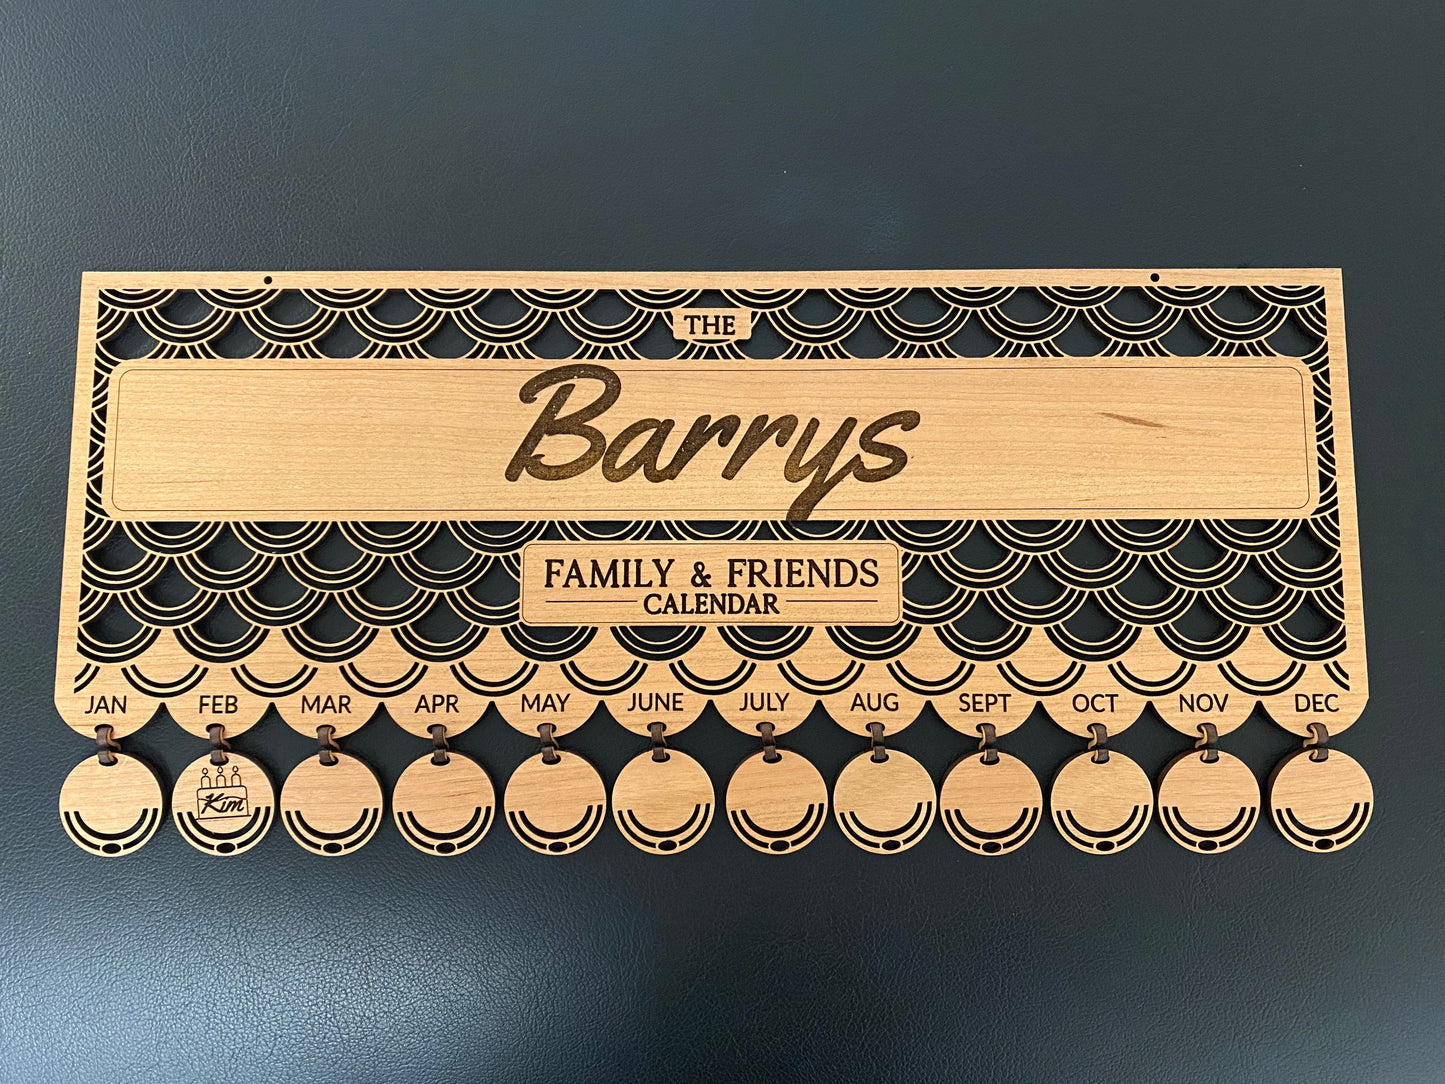 THE
Barrys
FAMILY & FRIENDS
CALENDAR
JAN FEB MAR APR MAY JUNE JULY AUG SEPT OCT NOV DEC
Kim